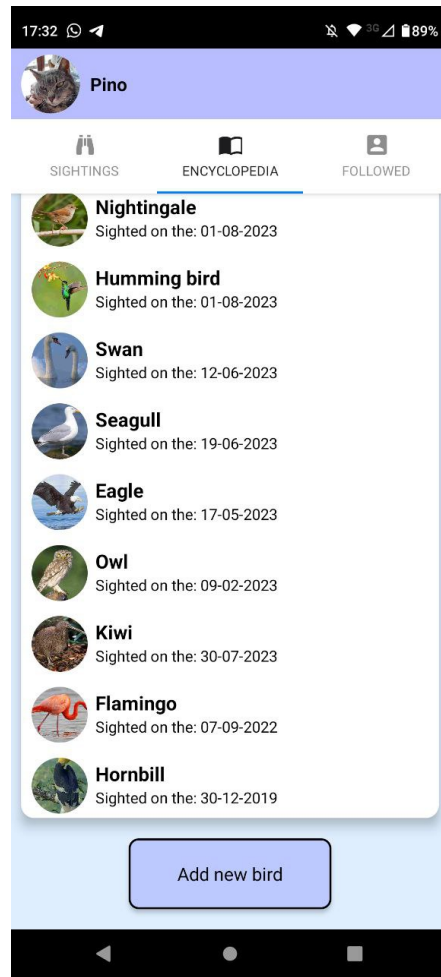 17:32 3G 89%
Pino
SIGHTINGS ENCYCLOPEDIA FOLLOWED
Nightingale
Sighted on the: 01-08-2023
Humming bird
Sighted on the: 01-08-2023
Swan
Sighted on the: 12-06-2023
Seagull
Sighted on the: 19-06-2023
Eagle
Sighted on the: 17-05-2023
Owl
Sighted on the: 09-02-2023
Kiwi
Sighted on the: 30-07-2023
Flamingo
Sighted on the: 07-09-2022
Hornbill
Sighted on the: 30-12-2019
Add new bird